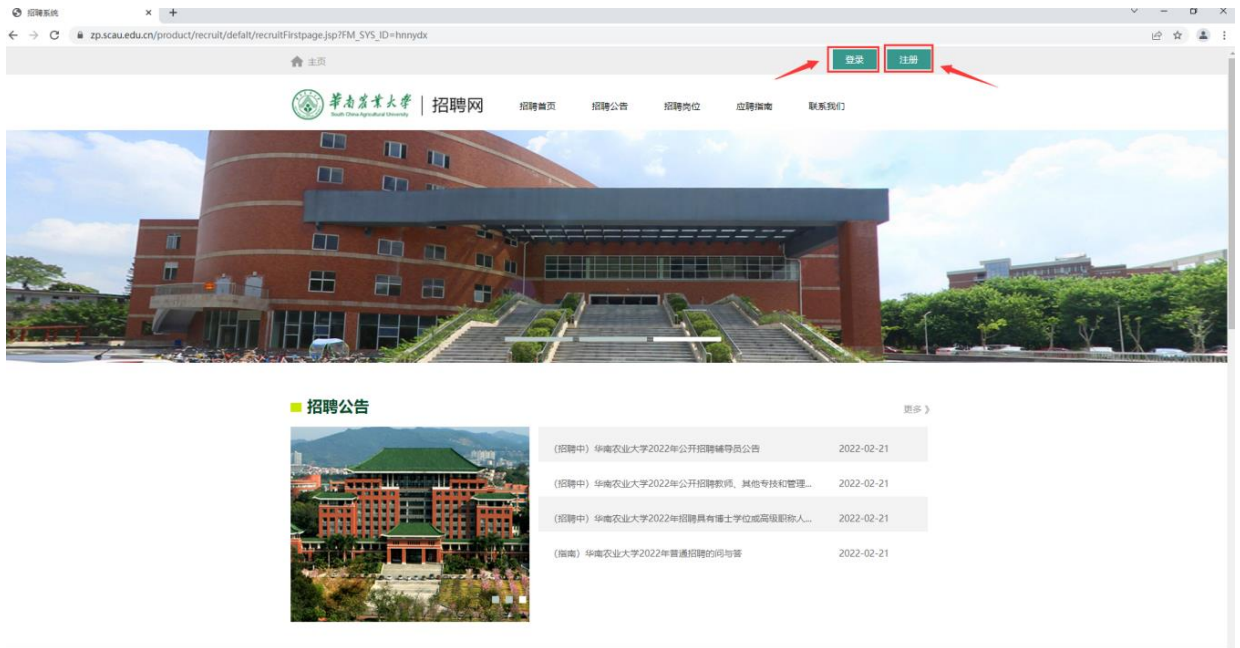 招聘系统
zp.scau.edu.cn/product/recruit/defalt/recruitFirstpage.jsp?FM_SYS_ID=hnnydx
主页 登录 注册
华南农业大学 招聘网 招聘首页 招聘公告 招聘岗位 应聘指南 联系我们
South China Agricultural University
招聘公告 更多 》
(招聘中) 华南农业大学2022年公开招聘辅导员公告 2022-02-21
(招聘中) 华南农业大学2022年公开招聘教师、其他专技和管理... 2022-02-21
(招聘中) 华南农业大学2022年招聘具有博士学位或高级职称人... 2022-02-21
(指南) 华南农业大学2022年普通招聘的问与答 2022-02-21